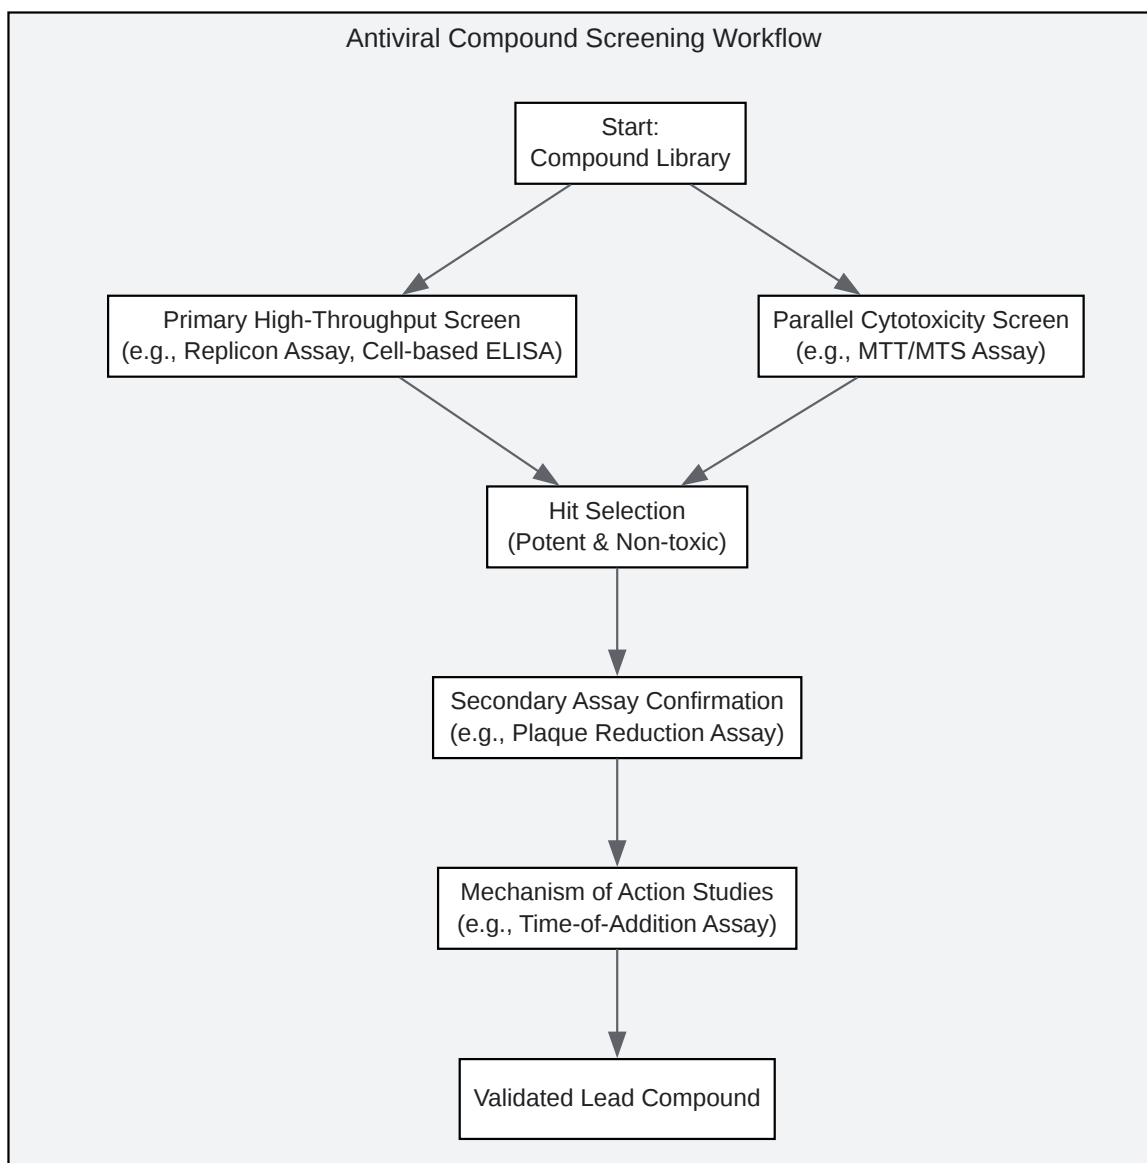 Antiviral Compound Screening Workflow
Start:
Compound Library
Primary High-Throughput Screen
(e.g., Replicon Assay, Cell-based ELISA)
Parallel Cytotoxicity Screen
(e.g., MTT/MTS Assay)
Hit Selection
(Potent & Non-toxic)
Secondary Assay Confirmation
(e.g., Plaque Reduction Assay)
Mechanism of Action Studies
(e.g., Time-of-Addition Assay)
Validated Lead Compound